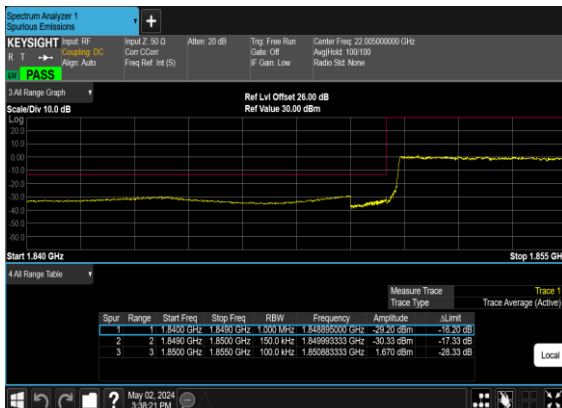 Spectrum Analyzer 1
Spurious Emissions
+
KEYSIGHT Input: RF Input Z: 50 Ω Atten: 20 dB Trig: Free Run Center Freq: 22.005000000 GHz
R T Coupling: DC Corr CCorr Gate: Off Avg|Hold: 100/100
Align: Auto Freq Ref: Int (S) IF Gain: Low Radio Std: None
PASS
3 All Range Graph
Ref Lvl Offset 26.00 dB
Scale/Div 10.0 dB Ref Value 30.00 dBm
Log
20.0
10.0
0.00
-10.0
-20.0
-30.0
-40.0
-50.0
-60.0
Start 1.840 GHz Stop 1.855 GH
4 All Range Table
Measure Trace Trace 1
Trace Type Trace Average (Active)
Spur Range Start Freq Stop Freq RBW Frequency Amplitude ΔLimit
1 1 1.8400 GHz 1.8490 GHz 1.000 MHz 1.848895000 GHz -29.20 dBm -16.20 dB
2 2 1.8490 GHz 1.8500 GHz 150.0 kHz 1.849993333 GHz -30.33 dBm -17.33 dB
3 3 1.8500 GHz 1.8550 GHz 100.0 kHz 1.850883333 GHz 1.670 dBm -28.33 dB
Local
? May 02, 2024
3:38:21 PM